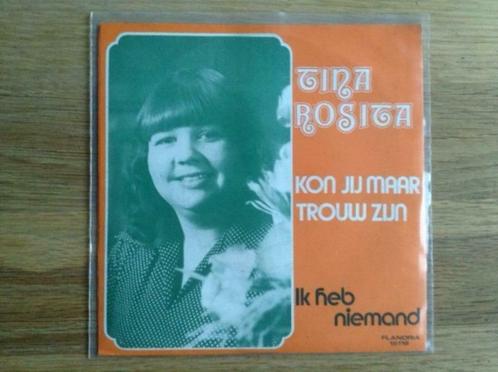 TINA
ROSITA
KON JIJ MAAR
TROUW ZIJN
Ik heb
niemand
FLANDRIA